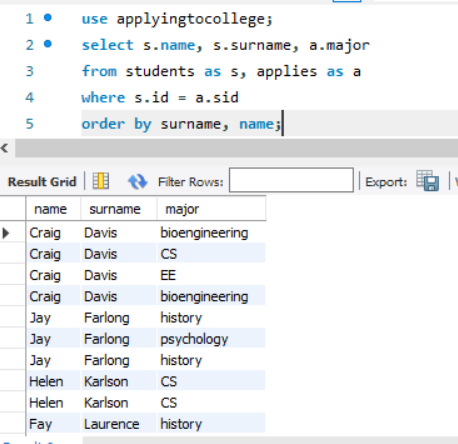 1 use applyingtocollege;
2 select s.name, s.surname, a.major
3 from students as s, applies as a
4 where s.id = a.sid
5 order by surname, name;
Result Grid Filter Rows: Export:
name surname major
Craig Davis bioengineering
Craig Davis CS
Craig Davis EE
Craig Davis bioengineering
Jay Farlong history
Jay Farlong psychology
Jay Farlong history
Helen Karlson CS
Helen Karlson CS
Fay Laurence history